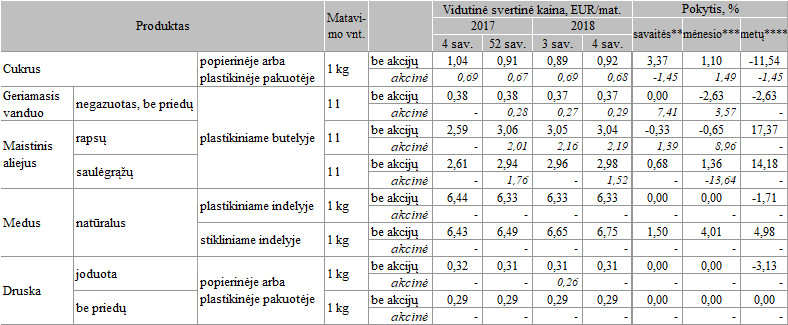 Produktas Matavi-mo vnt. Vidutinė svertinė kaina, EUR/mat. Pokytis, %
2017 2018 savaitės** mėnesio*** metų****
4 sav. 52 sav. 3 sav. 4 sav.
Cukrus popierinėje arba plastikinėje pakuotėje 1 kg be akcijų 1,04 0,91 0,89 0,92 3,37 1,10 -11,54
akcinė 0,69 0,67 0,69 0,68 -1,45 1,49 -1,45
Geriamasis vanduo negazuotas, be priedų plastikiniame butelyje 1 l be akcijų 0,38 0,38 0,37 0,37 0,00 -2,63 -2,63
akcinė - 0,28 0,27 0,29 7,41 3,57 -
Maistinis aliejus rapsų 1 l be akcijų 2,59 3,06 3,05 3,04 -0,33 -0,65 17,37
akcinė - 2,01 2,16 2,19 1,39 8,96 -
saulėgrąžų 1 l be akcijų 2,61 2,94 2,96 2,98 0,68 1,36 14,18
akcinė - 1,76 - 1,52 - -13,64 -
Medus natūralus plastikiniame indelyje 1 kg be akcijų 6,44 6,33 6,33 6,33 0,00 0,00 -1,71
akcinė - - - - - - -
stikliniame indelyje 1 kg be akcijų 6,43 6,49 6,65 6,75 1,50 4,01 4,98
akcinė - - - - - - -
Druska joduota popierinėje arba plastikinėje pakuotėje 1 kg be akcijų 0,32 0,31 0,31 0,31 0,00 0,00 -3,13
akcinė - - 0,26 - - - -
be priedų 1 kg be akcijų 0,29 0,29 0,29 0,29 0,00 0,00 0,00
akcinė - - - - - - -